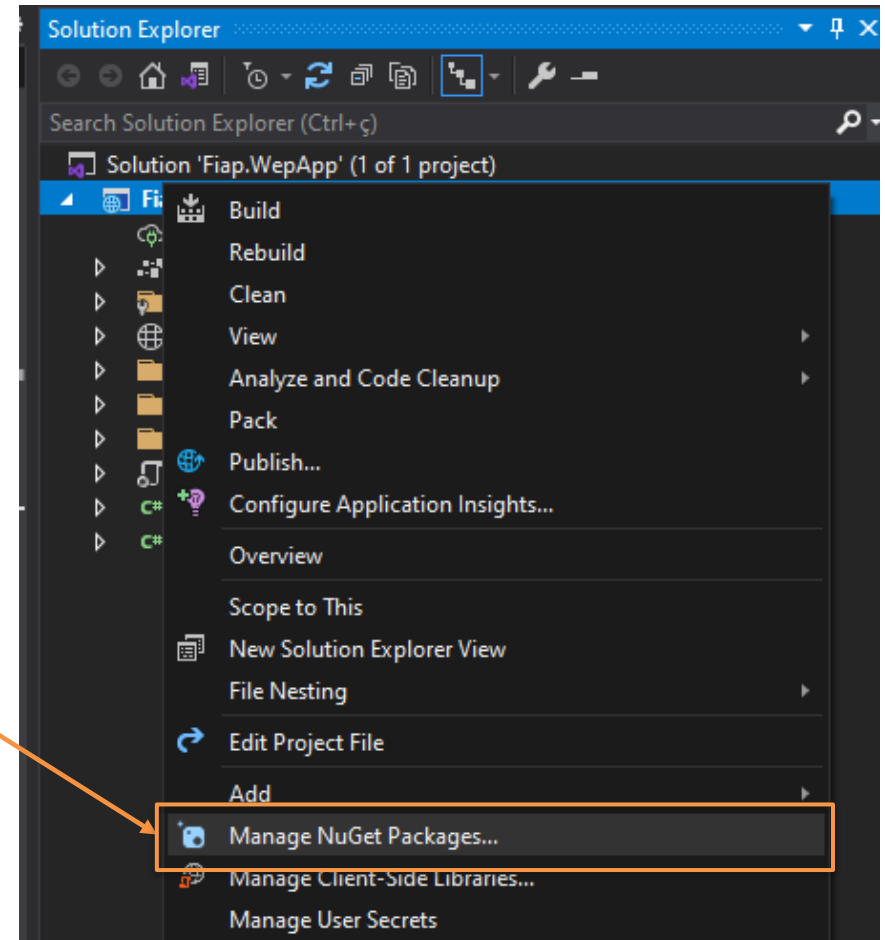 Solution Explorer
Search Solution Explorer (Ctrl+ç)
Solution 'Fiap.WepApp' (1 of 1 project)
Build
Rebuild
Clean
View
Analyze and Code Cleanup
Pack
Publish...
Configure Application Insights...
Overview
Scope to This
New Solution Explorer View
File Nesting
Edit Project File
Add
Manage NuGet Packages...
Manage Client-Side Libraries...
Manage User Secrets
C#
C#